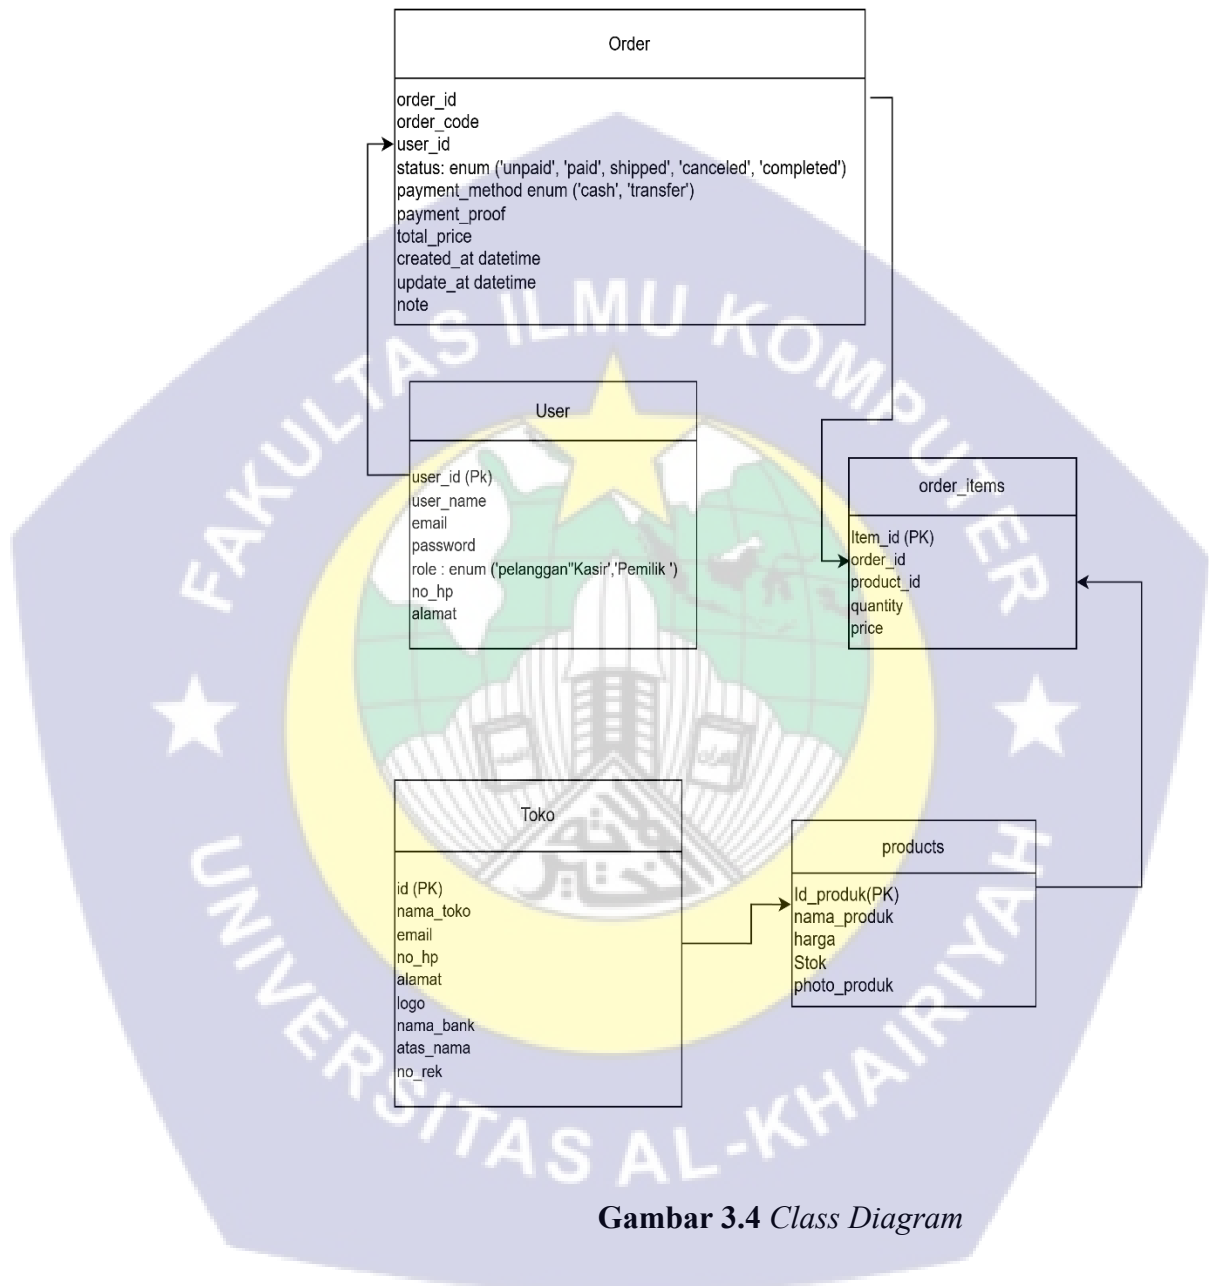 Order
order_id
order_code
user_id
status: enum ('unpaid', 'paid', shipped', 'canceled', 'completed')
payment_method enum ('cash', 'transfer')
payment_proof
total_price
created_at datetime
update_at datetime
note
FAKULTAS ILMU KOMPUTER
User
user_id (Pk)
user_name
email
password
role : enum ('pelanggan"Kasir','Pemilik ')
no_hp
alamat
order_items
Item_id (PK)
order_id
product_id
quantity
price
Toko
id (PK)
nama_toko
email
no_hp
alamat
logo
nama_bank
atas_nama
no_rek
products
Id_produk(PK)
nama_produk
harga
Stok
photo_produk
UNIVERSITAS AL-KHAIRIYAH
Gambar 3.4 Class Diagram